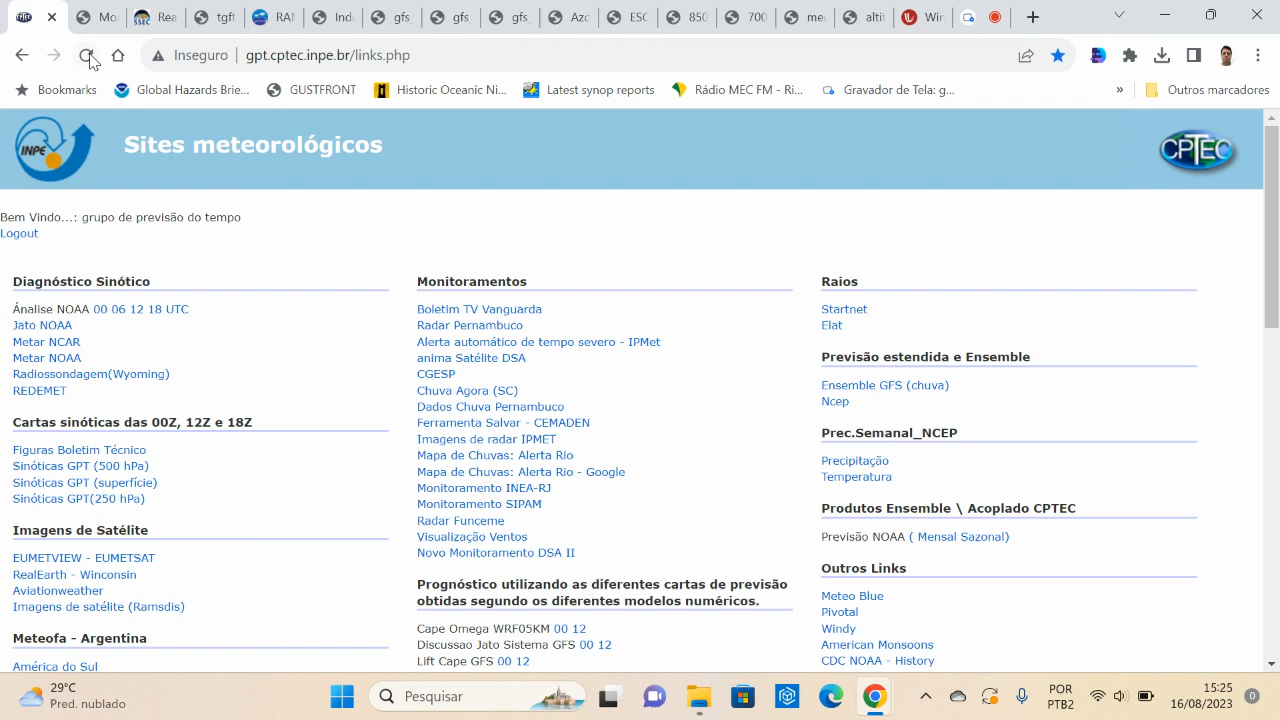 Mo
Rea
tgft
RAI
Ind
gfs_
gfs
gfs_
Azo
ESC
850
700
me
altit
Win
Inseguro
gpt.cptec.inpe.br/links.php
Bookmarks
Global Hazards Brie...
GUSTFRONT
Historic Oceanic Ni...
Latest synop reports
Rádio MEC FM - Ri...
Gravador de Tela: g...
»
Outros marcadores
INPE
Sites meteorológicos
CPTEC
Bem Vindo...: grupo de previsão do tempo
Logout
Diagnóstico Sinótico
Ánalise NOAA 00 06 12 18 UTC
Jato NOAA
Metar NCAR
Metar NOAA
Radiossondagem(Wyoming)
REDEMET
Cartas sinóticas das 00Z, 12Z e 18Z
Figuras Boletim Técnico
Sinóticas GPT (500 hPa)
Sinóticas GPT (superfície)
Sinóticas GPT(250 hPa)
Imagens de Satélite
EUMETVIEW - EUMETSAT
RealEarth - Winconsin
Aviationweather
Imagens de satélite (Ramsdis)
Meteofa - Argentina
América do Sul
Monitoramentos
Boletim TV Vanguarda
Radar Pernambuco
Alerta automático de tempo severo - IPMet
anima Satélite DSA
CGESP
Chuva Agora (SC)
Dados Chuva Pernambuco
Ferramenta Salvar - CEMADEN
Imagens de radar IPMET
Mapa de Chuvas: Alerta Rio
Mapa de Chuvas: Alerta Rio - Google
Monitoramento INEA-RJ
Monitoramento SIPAM
Radar Funceme
Visualização Ventos
Novo Monitoramento DSA II
Prognóstico utilizando as diferentes cartas de previsão
obtidas segundo os diferentes modelos numéricos.
Cape Omega WRF05KM 00 12
Discussao Jato Sistema GFS 00 12
Lift Cape GFS 00 12
Raios
Startnet
Elat
Previsão estendida e Ensemble
Ensemble GFS (chuva)
Ncep
Prec.Semanal_NCEP
Precipitação
Temperatura
Produtos Ensemble \ Acoplado CPTEC
Previsão NOAA ( Mensal Sazonal)
Outros Links
Meteo Blue
Pivotal
Windy
American Monsoons
CDC NOAA - History
29°C
Pred. nublado
Pesquisar
POR
PTB2
15:25
16/08/2023
0